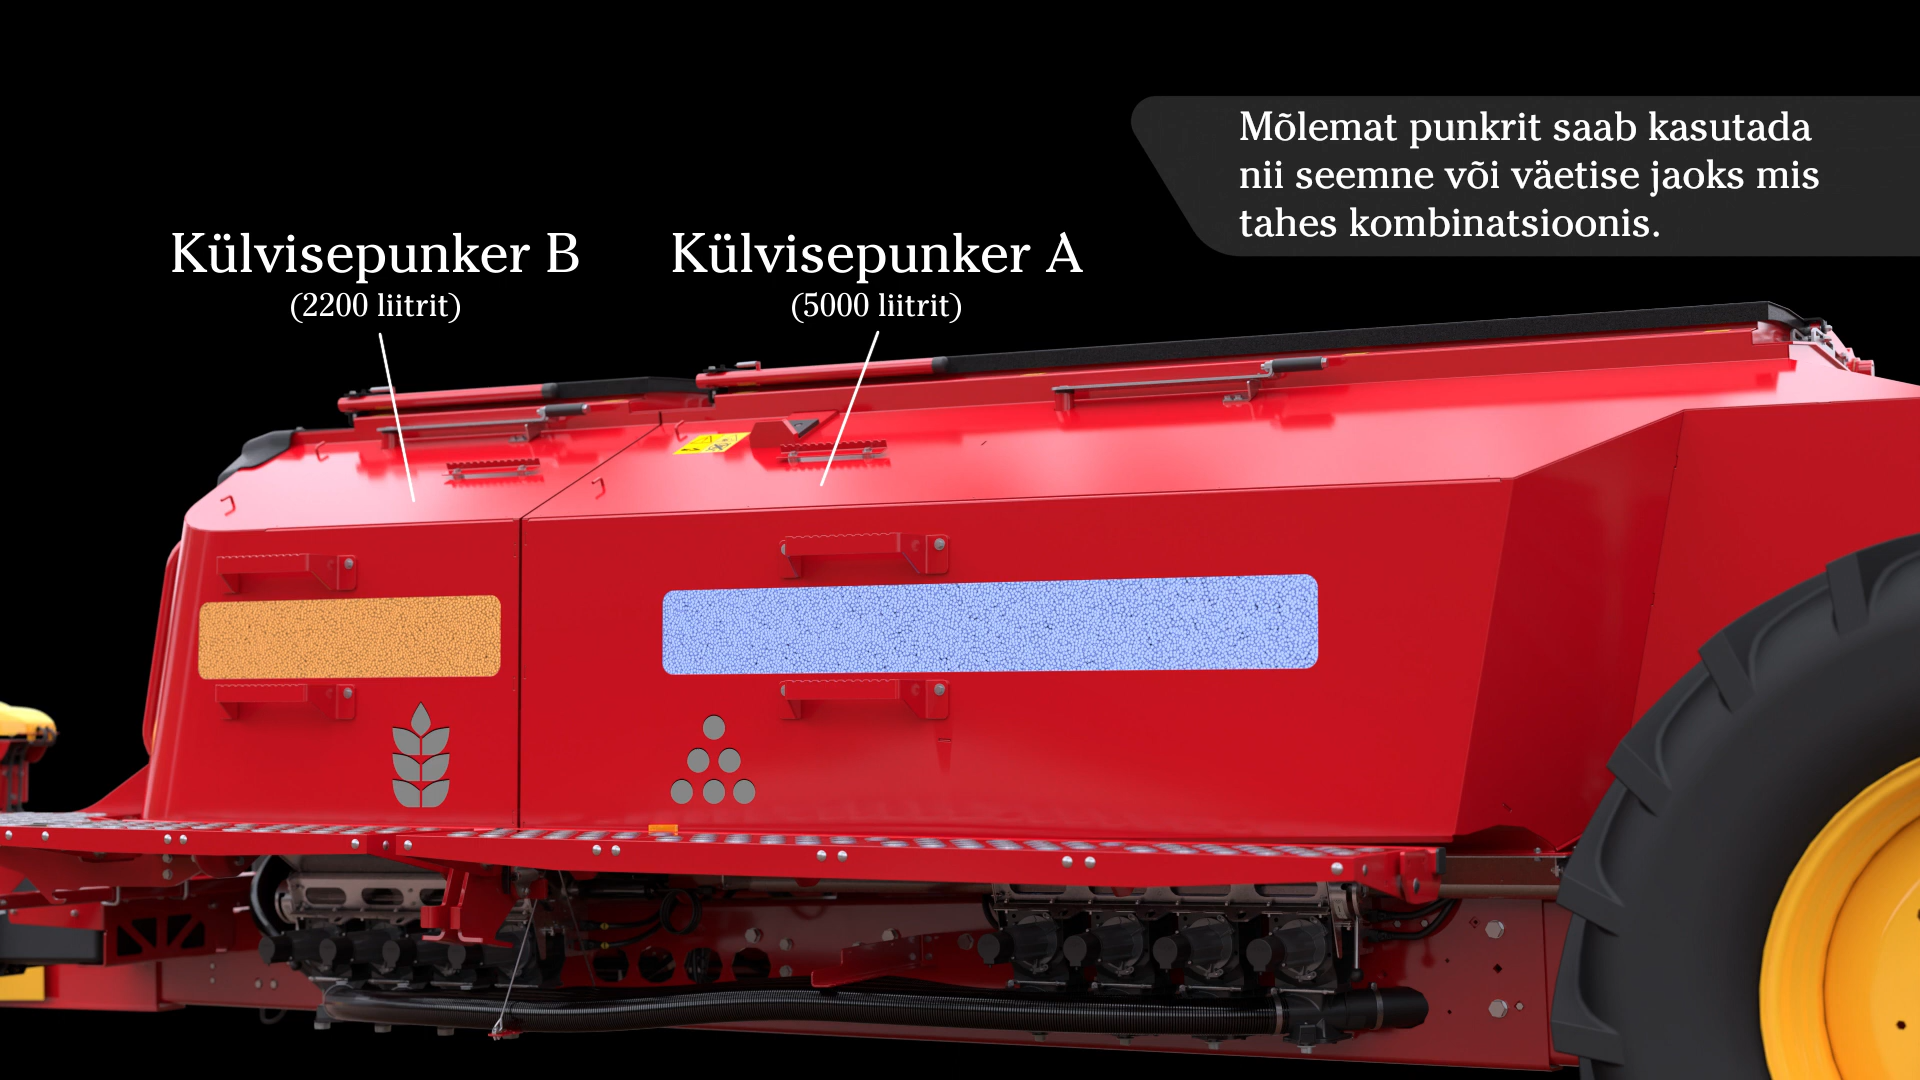 Mõlemat punkrit saab kasutada
nii seemne või väetise jaoks mis
tahes kombinatsioonis.
Külvisepunker B
(2200 liitrit)
Külvisepunker A
(5000 liitrit)